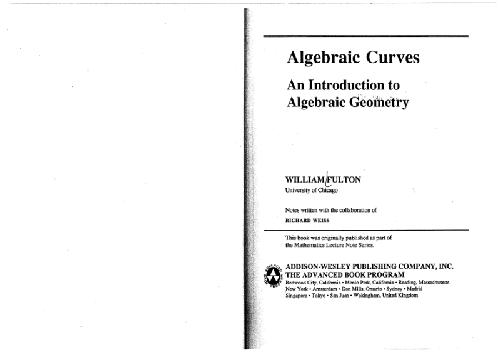 Algebraic Curves
An Introduction to
Algebraic Geometry
WILLIAM FULTON
University of Chicago
Notes written with the collaboration of
RICHARD WEISS
This book was originally published as part of
the Mathematics Lecture Note Series.
ADDISON-WESLEY PUBLISHING COMPANY, INC.
THE ADVANCED BOOK PROGRAM
Redwood City, California • Menlo Park, California • Reading, Massachusetts
New York • Amsterdam • Don Mills, Ontario • Sydney • Madrid
Singapore • Tokyo • San Juan • Wokingham, United Kingdom